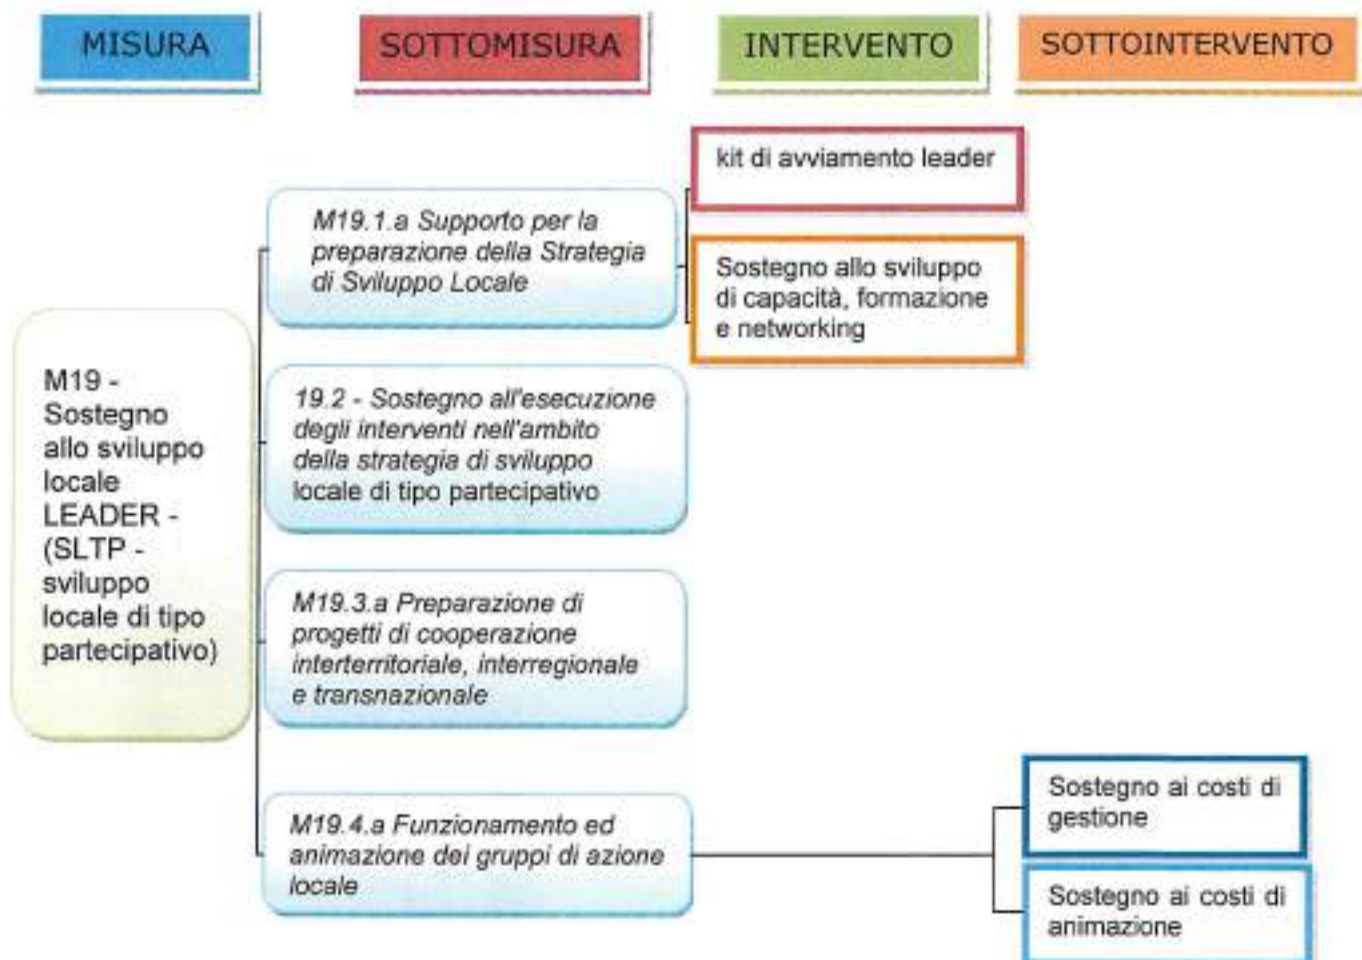 MISURA
SOTTOMISURA
INTERVENTO
SOTTOINTERVENTO
kit di avviamento leader
M19.1.a Supporto per la
preparazione della Strategia
di Sviluppo Locale
Sostegno allo sviluppo
di capacità, formazione
e networking
M19 -
Sostegno
allo sviluppo
locale
LEADER -
(SLTP -
sviluppo
locale di tipo
partecipativo)
19.2 - Sostegno all'esecuzione
degli interventi nell'ambito
della strategia di sviluppo
locale di tipo partecipativo
M19.3.a Preparazione di
progetti di cooperazione
interterritoriale, interregionale
e transnazionale
M19.4.a Funzionamento ed
animazione dei gruppi di azione
locale
Sostegno ai costi di
gestione
Sostegno ai costi di
animazione